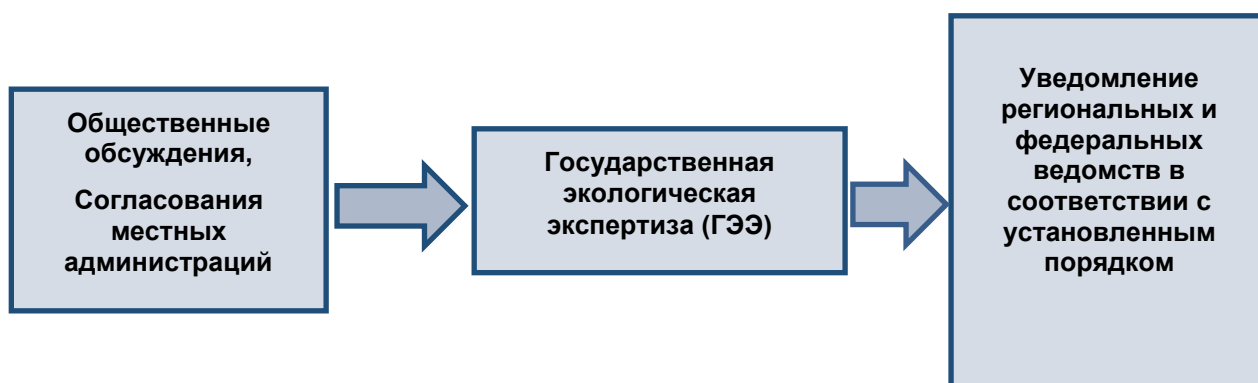 Общественные
обсуждения,
Согласования
местных
администраций
Государственная
экологическая
экспертиза (ГЭЭ)
Уведомление
региональных и
федеральных
ведомств в
соответствии с
установленным
порядком